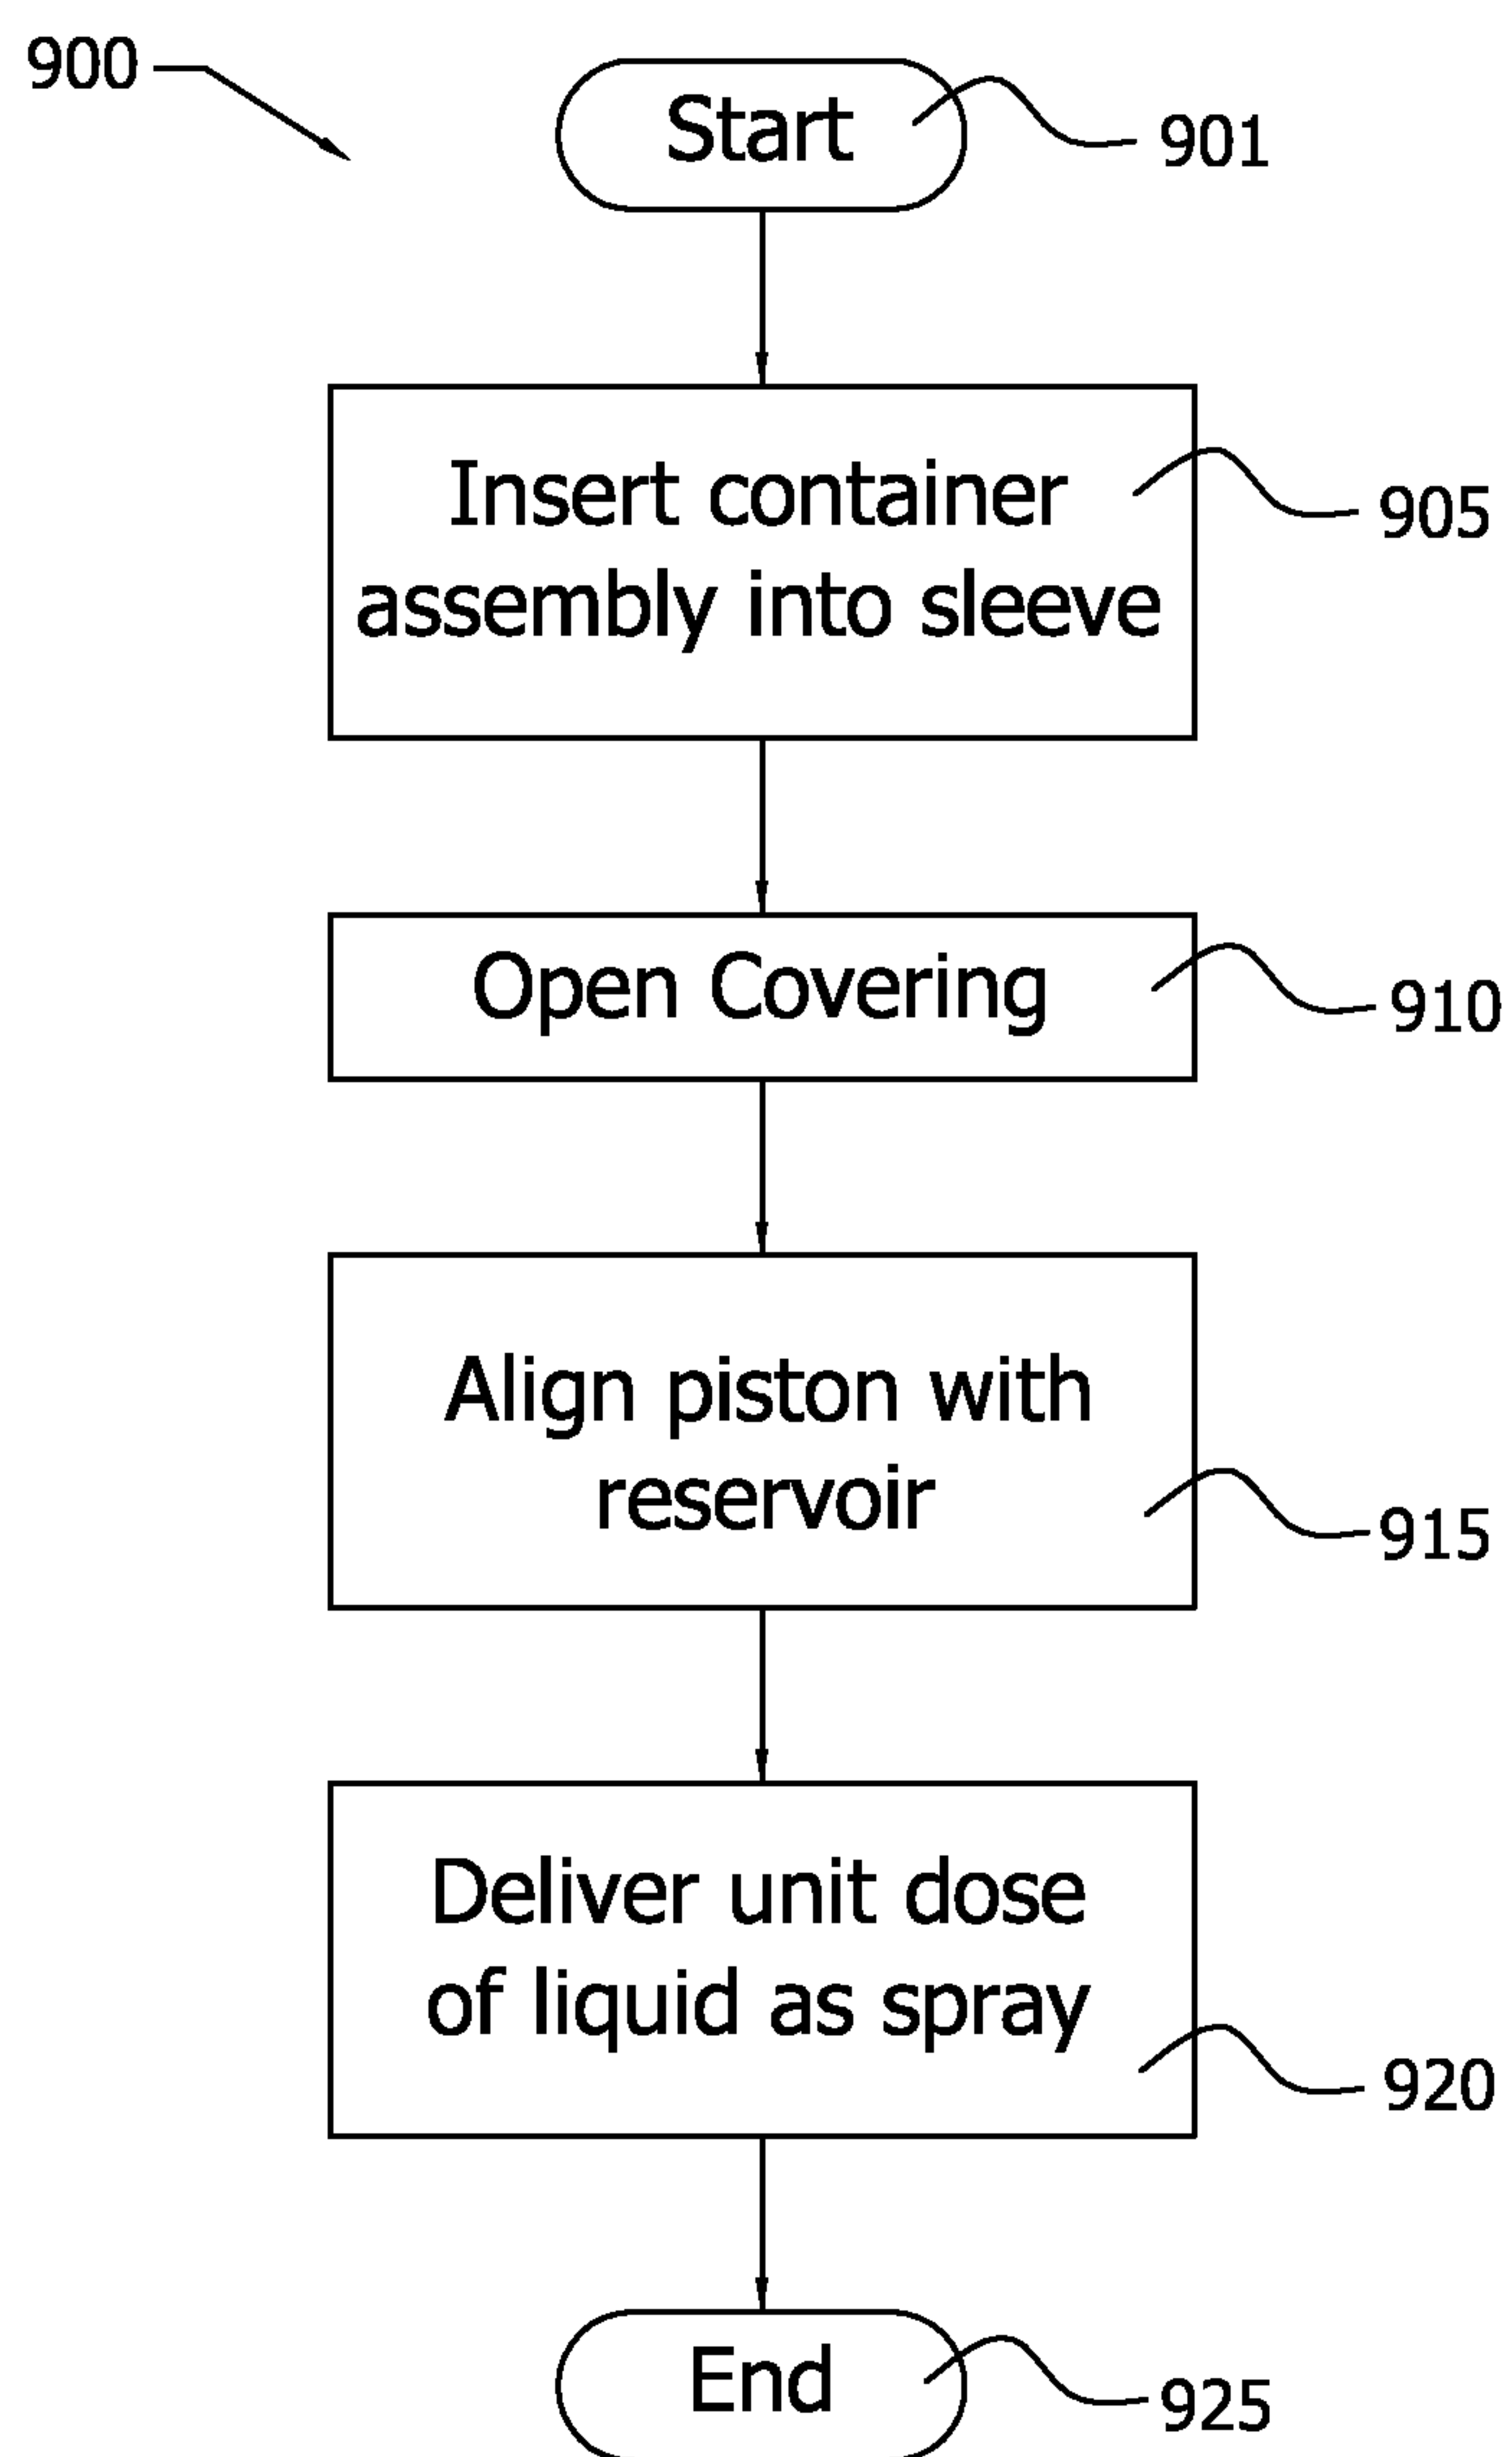 900
Start
901
Insert container
905
assembly into sleeve
Open Covering
910
Align piston with
reservoir
915
Deliver unit dose
of liquid as spray
920
End
925